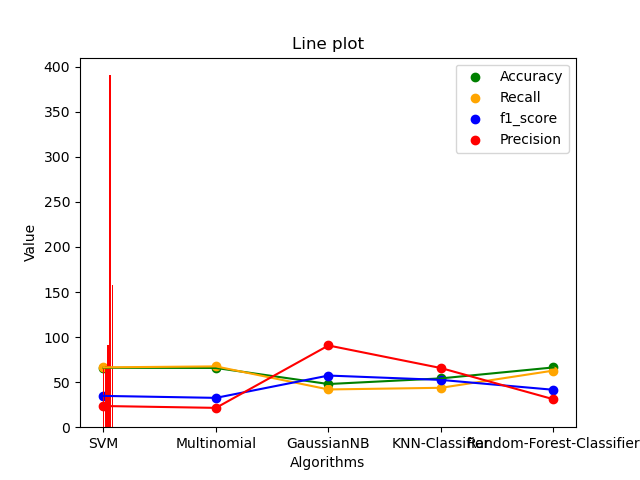 Line plot
400
350
300
250
200
150
100
50
0
Value
Accuracy
Recall
f1_score
Precision
SVM
Multinomial
GaussianNB
KNN-Classifier
Random-Forest-Classifier
Algorithms